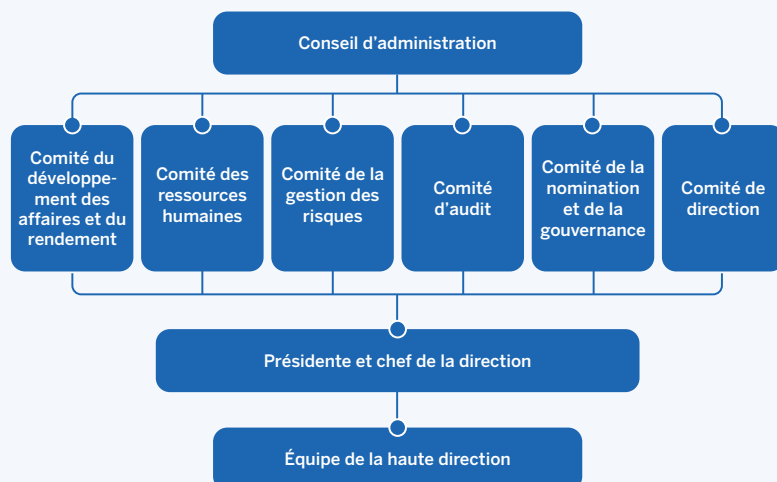 Conseil d’administration
Comité du
développe-
ment des
affaires et du
rendement
Comité des
ressources
humaines
Comité de la
gestion des
risques
Comité
d’audit
Comité de la
nomination
et de la
gouvernance
Comité de
direction
Présidente et chef de la direction
Équipe de la haute direction